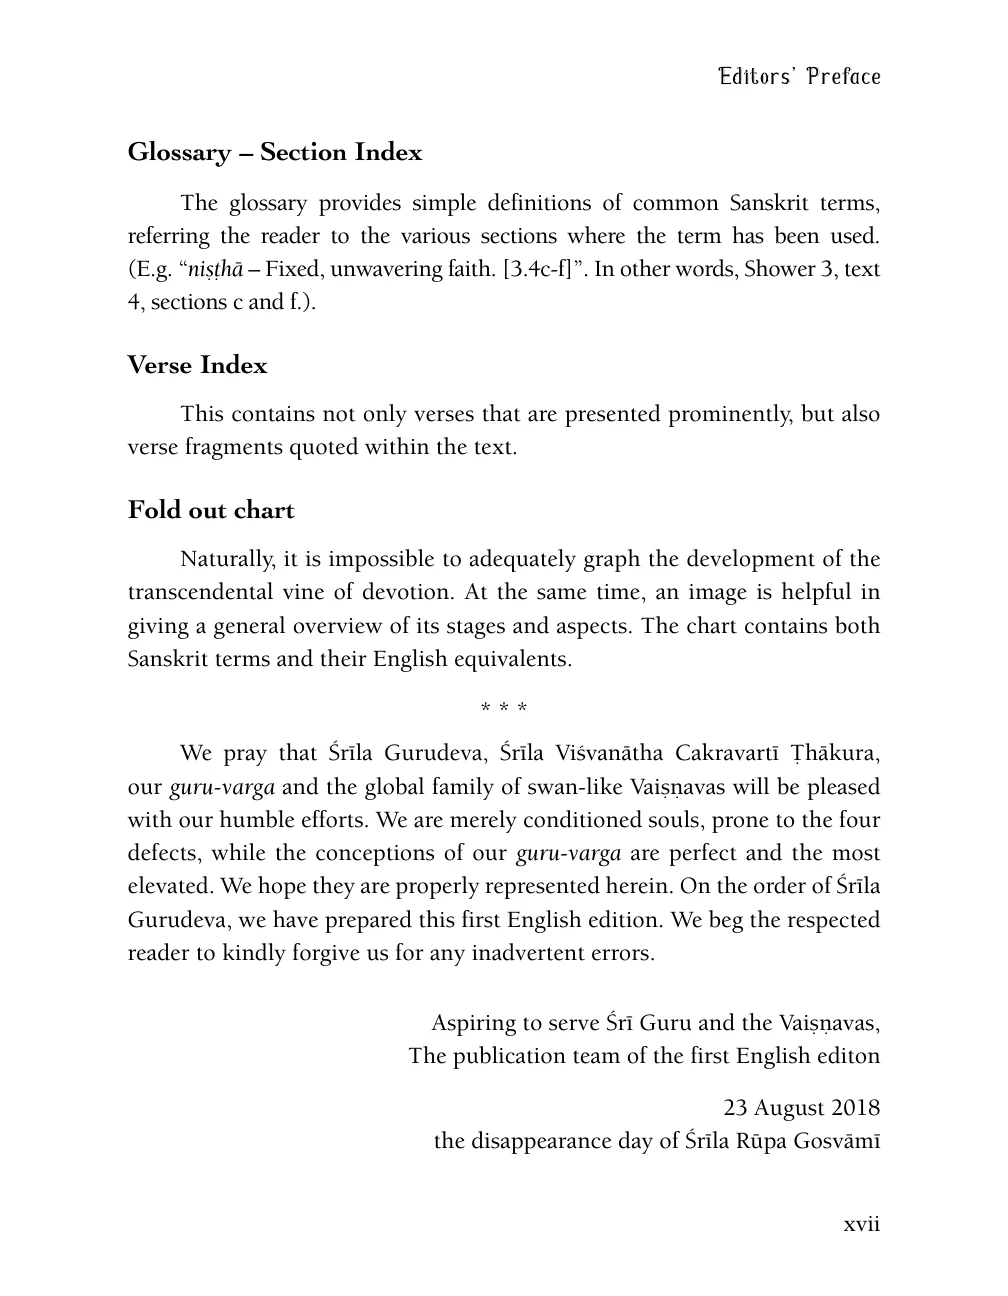 Editors’ Preface
Glossary – Section Index
The glossary provides simple definitions of common Sanskrit terms,
referring the reader to the various sections where the term has been used.
(E.g. “niṣṭhā – Fixed, unwavering faith. [3.4c-f]”. In other words, Shower 3, text
4, sections c and f.).
Verse Index
This contains not only verses that are presented prominently, but also
verse fragments quoted within the text.
Fold out chart
Naturally, it is impossible to adequately graph the development of the
transcendental vine of devotion. At the same time, an image is helpful in
giving a general overview of its stages and aspects. The chart contains both
Sanskrit terms and their English equivalents.
* * *
We pray that Śrīla Gurudeva, Śrīla Viśvanātha Cakravartī Ṭhākura,
our guru-varga and the global family of swan-like Vaiṣṇavas will be pleased
with our humble efforts. We are merely conditioned souls, prone to the four
defects, while the conceptions of our guru-varga are perfect and the most
elevated. We hope they are properly represented herein. On the order of Śrīla
Gurudeva, we have prepared this first English edition. We beg the respected
reader to kindly forgive us for any inadvertent errors.
Aspiring to serve Śrī Guru and the Vaiṣṇavas,
The publication team of the first English editon
23 August 2018
the disappearance day of Śrīla Rūpa Gosvāmī
xvii